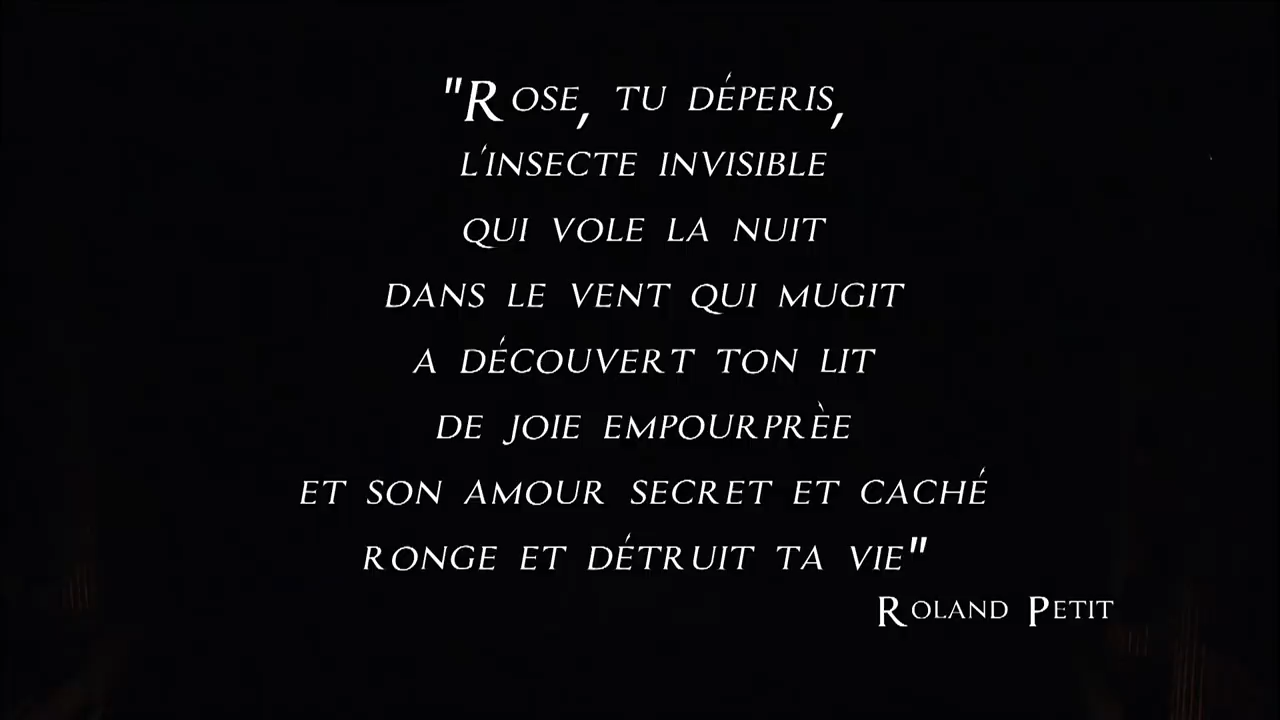 "Rose, tu déperis,
l'insecte invisible
qui vole la nuit
dans le vent qui mugit
a découvert ton lit
de joie empourprèe
et son amour secret et caché
ronge et détruit ta vie"
Roland Petit